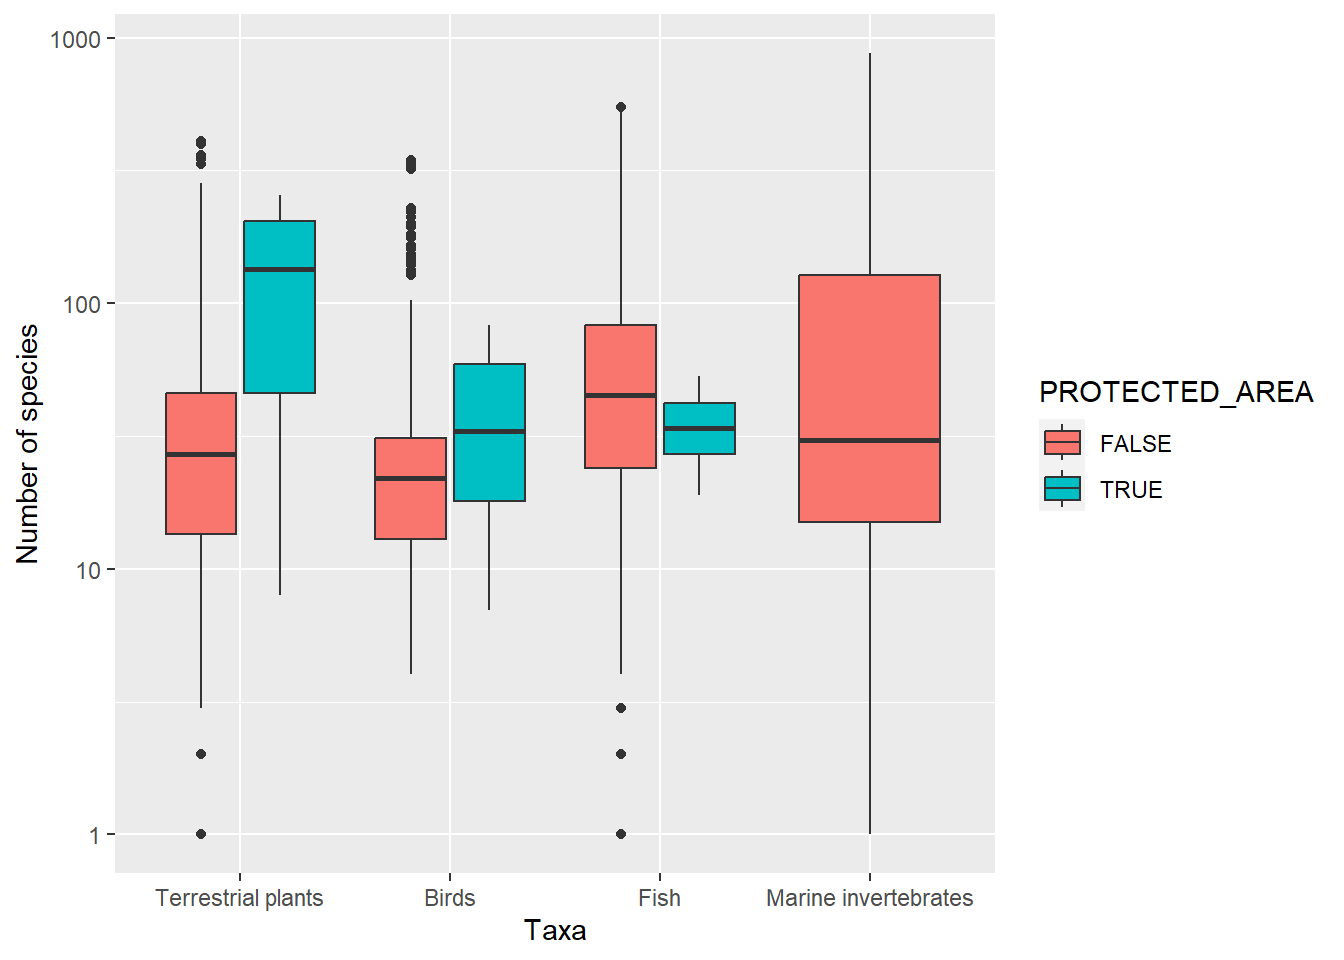 1000
100
10
1
Number of species
Terrestrial plants
Birds
Fish
Marine invertebrates
Taxa
PROTECTED_AREA
FALSE
TRUE